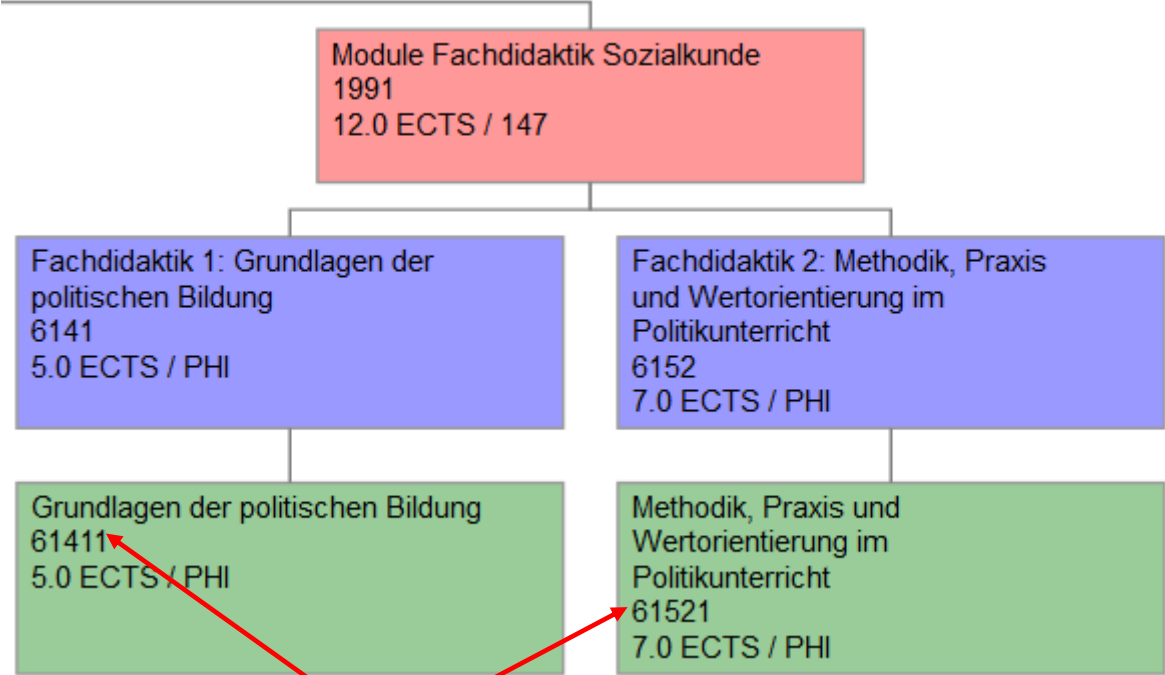 Module Fachdidaktik Sozialkunde
1991
12.0 ECTS / 147
Fachdidaktik 1: Grundlagen der
politischen Bildung
6141
5.0 ECTS / PHI
Fachdidaktik 2: Methodik, Praxis
und Wertorientierung im
Politikunterricht
6152
7.0 ECTS / PHI
Grundlagen der politischen Bildung
61411
5.0 ECTS / PHI
Methodik, Praxis und
Wertorientierung im
Politikunterricht
61521
7.0 ECTS / PHI